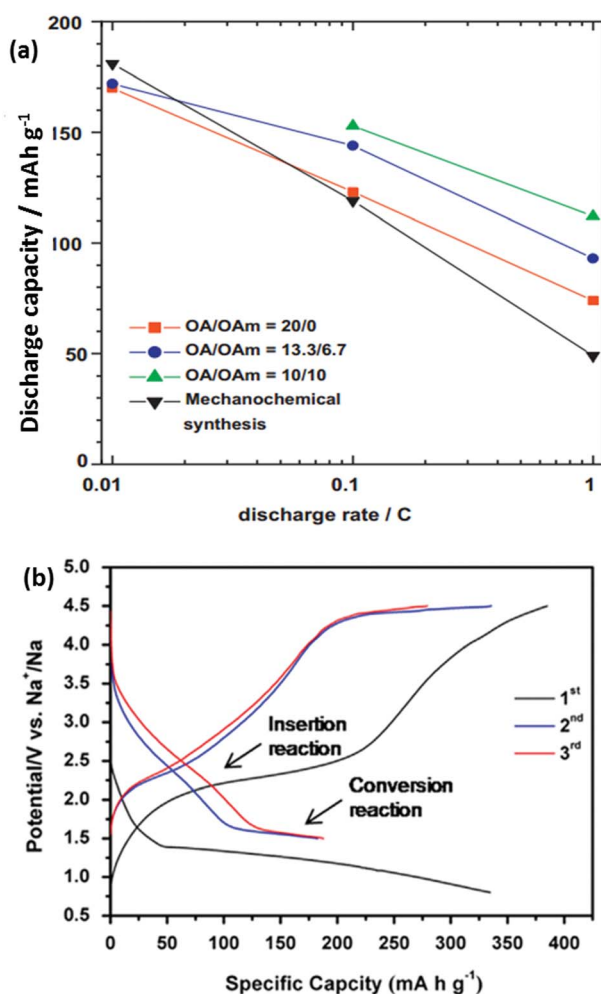 (a)
200
150
100
50
0
Discharge capacity / mAh g-1
OA/OAm = 20/0
OA/OAm = 13.3/6.7
OA/OAm = 10/10
Mechanochemical
synthesis
0.01
0.1
1
discharge rate / C
(b)
5.0
4.5
4.0
3.5
3.0
2.5
2.0
1.5
1.0
0.5
Potential/V vs. Na+/Na
1st
2nd
3rd
Insertion
reaction
Conversion
reaction
0 50 100 150 200 250 300 350 400
Specific Capcity (mA h g-1)